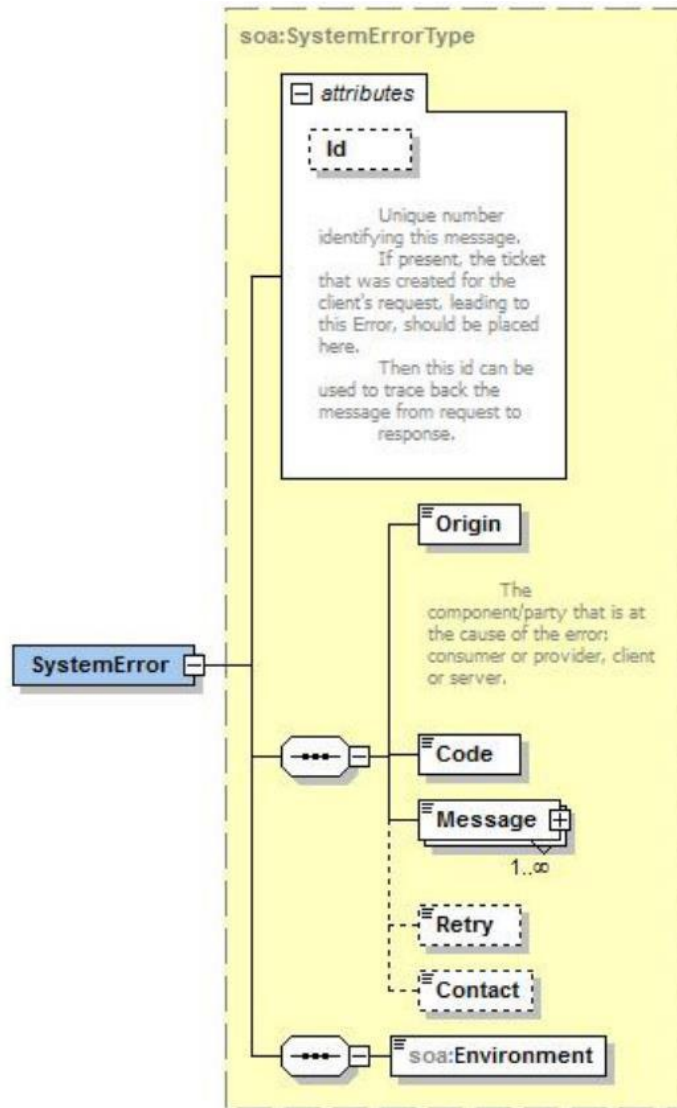 soa:SystemErrorType
attributes
Id
Unique number
identifying this message.
If present, the ticket
that was created for the
client's request, leading to
this Error, should be placed
here.
Then this id can be
used to trace back the
message from request to
response.
Origin
The
component/party that is at
the cause of the error:
consumer or provider, client
or server.
SystemError
Code
Message
1..∞
Retry
Contact
soa:Environment